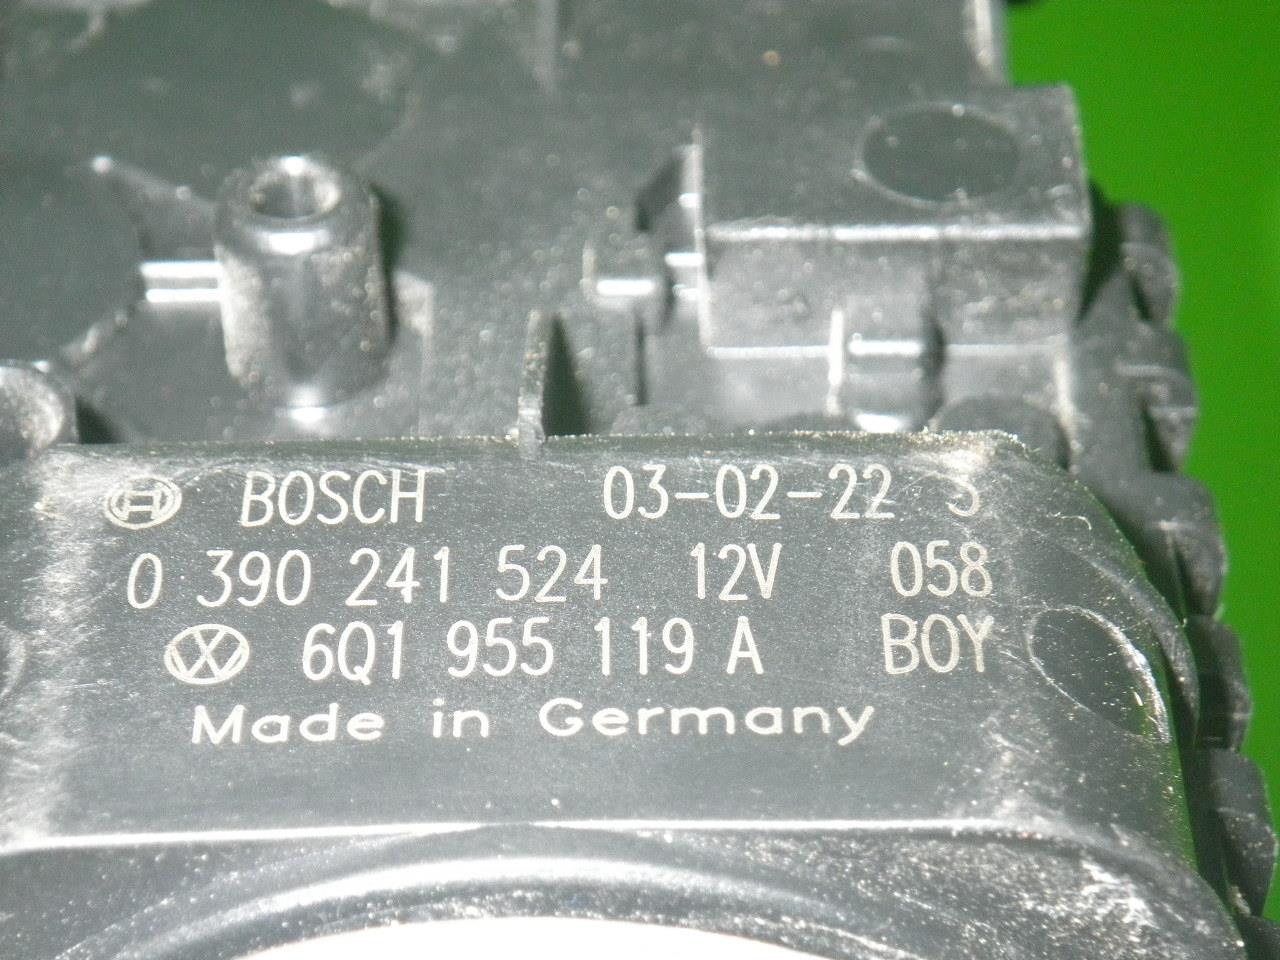 BOSCH 03-02-22 S
0 390 241 524 12V 058
6Q1 955 119 A BOY
Made in Germany